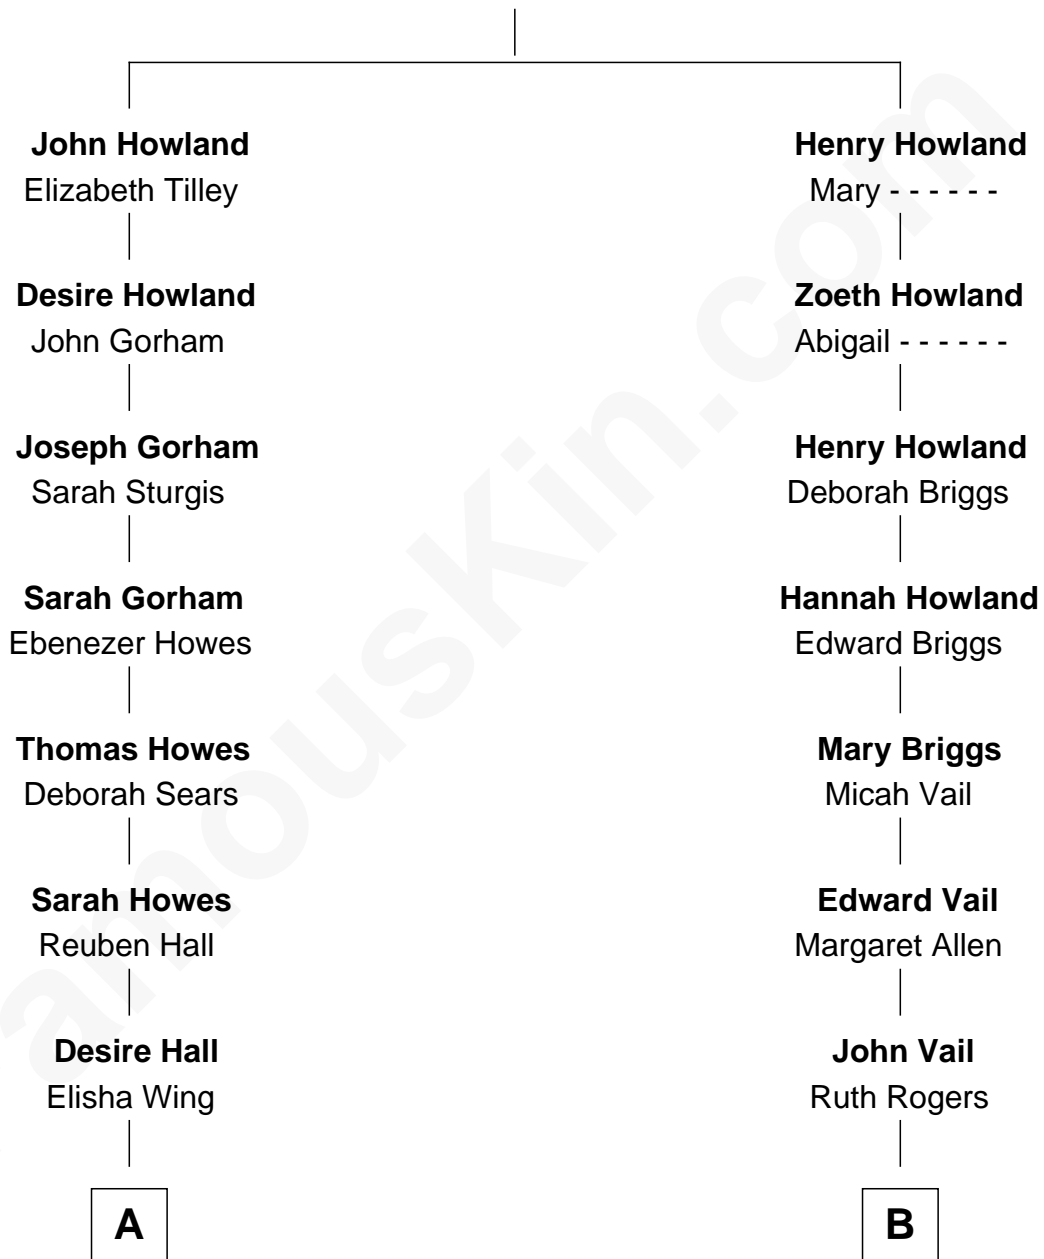 John Howland
Elizabeth Tilley
Desire Howland
John Gorham
Joseph Gorham
Sarah Sturgis
Sarah Gorham
Ebenezer Howes
Thomas Howes
Deborah Sears
Sarah Howes
Reuben Hall
Desire Hall
Elisha Wing
A
Henry Howland
Mary - - - - - -
Zoeth Howland
Abigail - - - - - -
Henry Howland
Deborah Briggs
Hannah Howland
Edward Briggs
Mary Briggs
Micah Vail
Edward Vail
Margaret Allen
John Vail
Ruth Rogers
B
amouskin.com